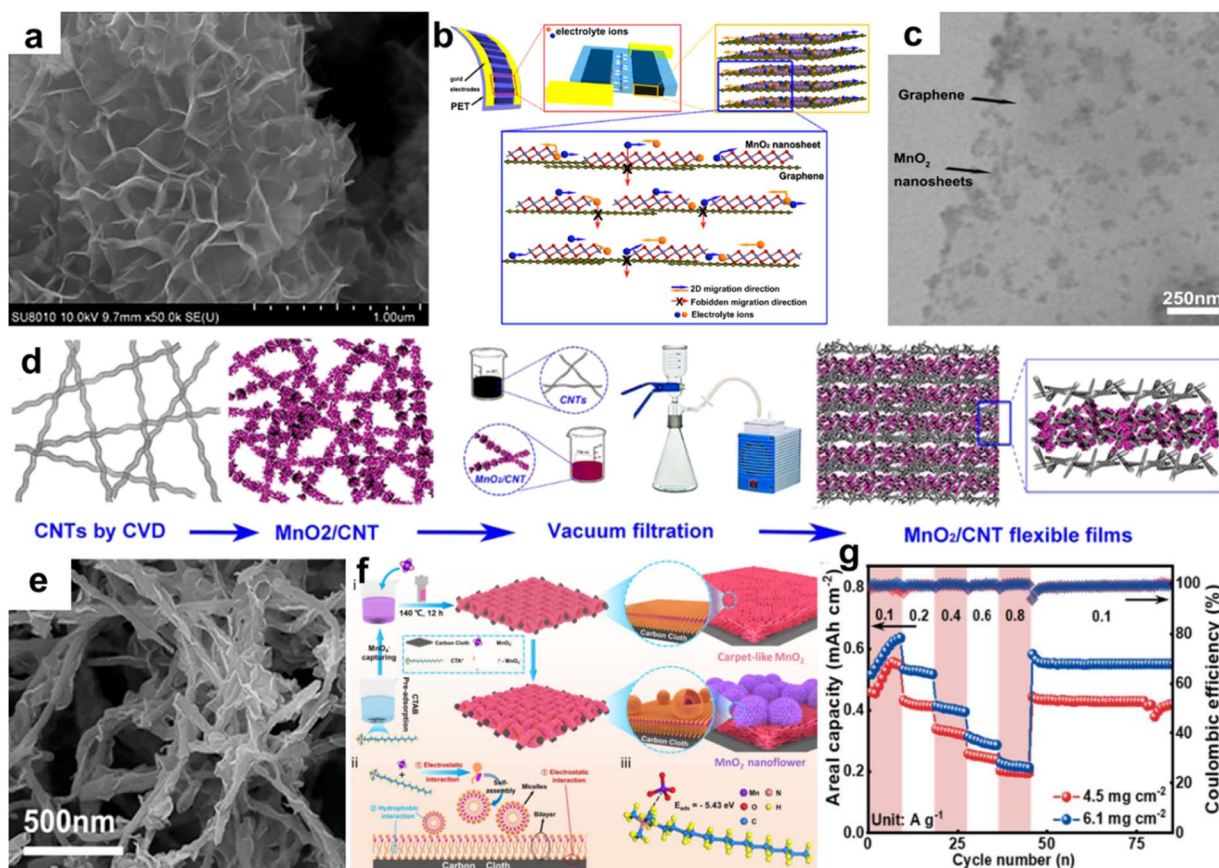 a
SU8010 10.0kV 9.7mm x50.0k SE(U)
1.00um
b
electrolyte ions
gold
electrodes
PET
MnO₂ nanosheet
Graphene
2D migration direction
Fobidden migration direction
Electrolyte ions
c
Graphene
MnO₂
nanosheets
250nm
d
CNTs
MnO₂/CNT
CNTs by CVD
MnO2/CNT
Vacuum filtration
MnO₂/CNT flexible films
e
500nm
f
i
140 ℃, 12 h
MnO₄⁻
capturing
CTAB
Pre-adsorption
Carbon Cloth
MnO₄⁻
CTA⁺
Carbon Cloth
Carpet-like MnO₂
Carbon Cloth
MnO₂ nanoflower
ii
① Electrostatic
interaction
Self-
assembly
Micelles
① Electrostatic
interaction
② Hydrophobic
interaction
Bilayer
Carbon Cloth
iii
E_ads = - 5.43 eV
Mn
N
O
H
C
g
Areal capacity (mAh cm⁻²)
0.8
0.6
0.4
0.2
0.0
0.1
0.2
0.4
0.6
0.8
0.1
4.5 mg cm⁻²
6.1 mg cm⁻²
Unit: A g⁻¹
0
25
50
75
Cycle number (n)
100
80
60
40
20
0
Coulombic efficiency (%)